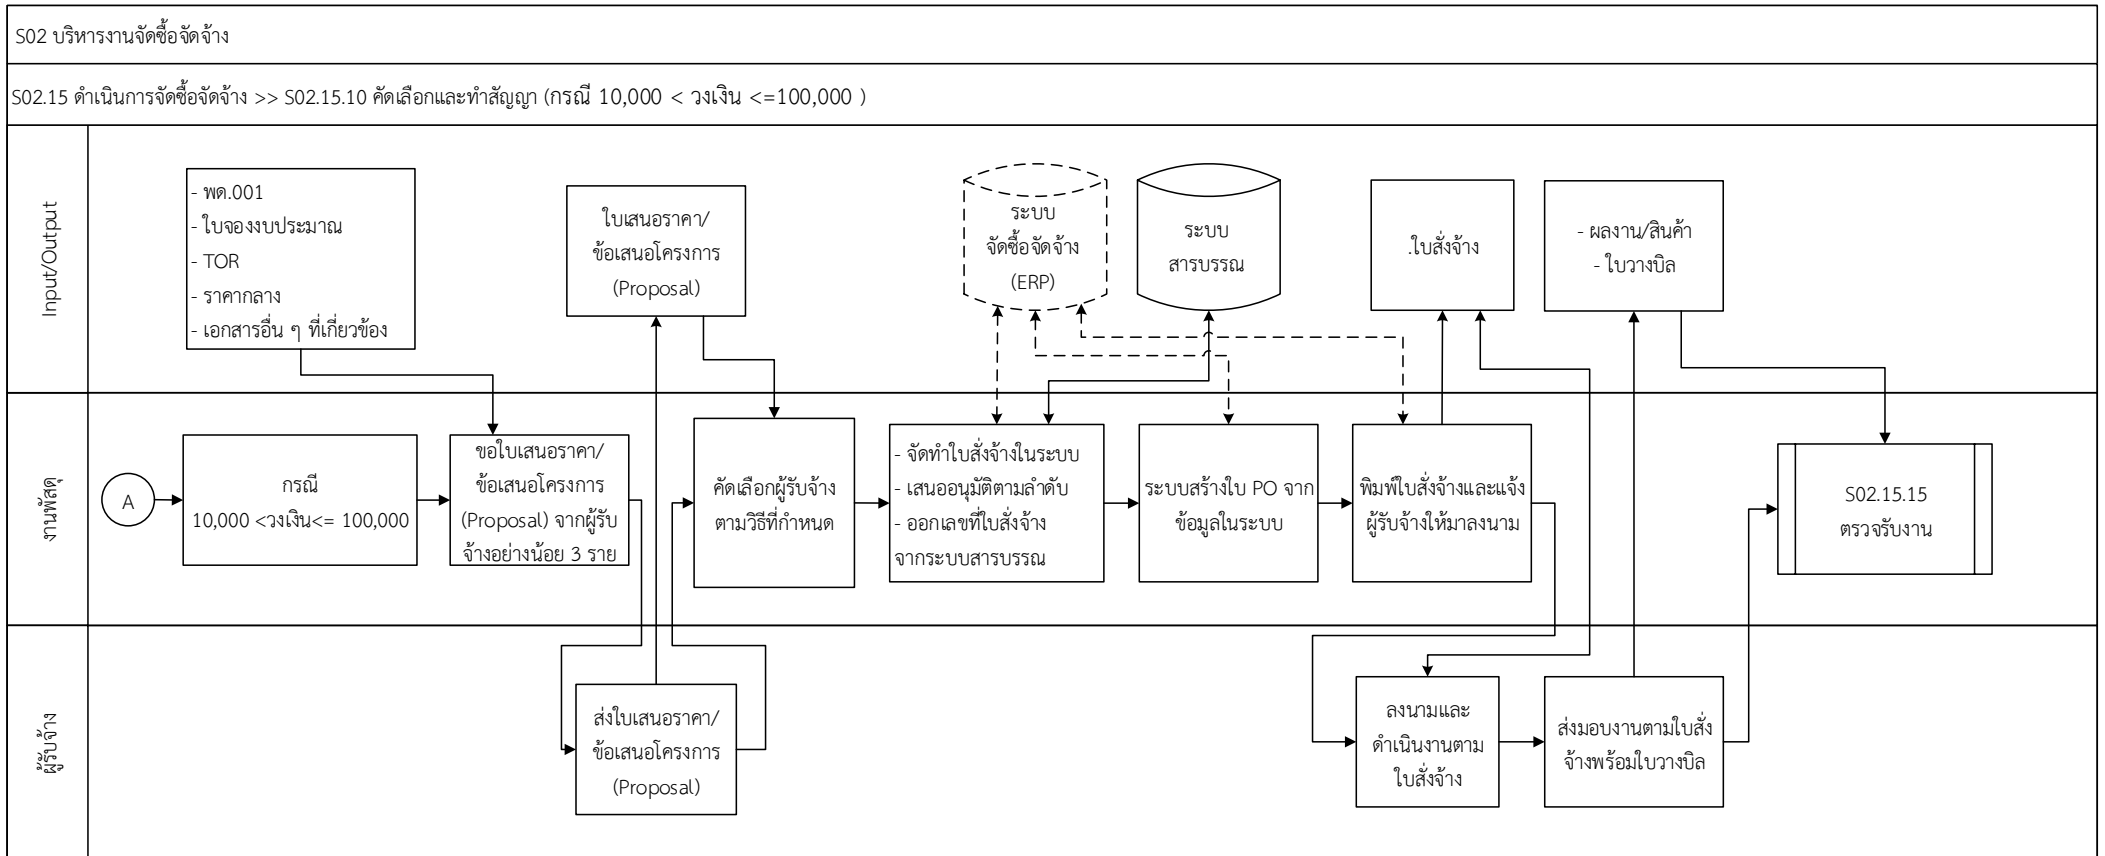 S02 บริหารงานจัดซื้อจัดจ้าง
S02.15 ดำเนินการจัดซื้อจัดจ้าง >> S02.15.10 คัดเลือกและทำสัญญา (กรณี 10,000 < วงเงิน <=100,000 )
Input/Output
- พด.001
- ใบจองงบประมาณ
- TOR
- ราคากลาง
- เอกสารอื่น ๆ ที่เกี่ยวข้อง
ใบเสนอราคา/
ข้อเสนอโครงการ
(Proposal)
ระบบ
จัดซื้อจัดจ้าง
(ERP)
ระบบ
สารบรรณ
.ใบสั่งจ้าง
- ผลงาน/สินค้า
- ใบวางบิล
งานพัสดุ
A
กรณี
10,000 <วงเงิน<= 100,000
ขอใบเสนอราคา/
ข้อเสนอโครงการ
(Proposal) จากผู้รับ
จ้างอย่างน้อย 3 ราย
คัดเลือกผู้รับจ้าง
ตามวิธีที่กำหนด
- จัดทำใบสั่งจ้างในระบบ
- เสนออนุมัติตามลำดับ
- ออกเลขที่ใบสั่งจ้าง
จากระบบสารบรรณ
ระบบสร้างใบ PO จาก
ข้อมูลในระบบ
พิมพ์ใบสั่งจ้างและแจ้ง
ผู้รับจ้างให้มาลงนาม
S02.15.15
ตรวจรับงาน
ผู้รับจ้าง
ส่งใบเสนอราคา/
ข้อเสนอโครงการ
(Proposal)
ลงนามและ
ดำเนินงานตาม
ใบสั่งจ้าง
ส่งมอบงานตามใบสั่ง
จ้างพร้อมใบวางบิล